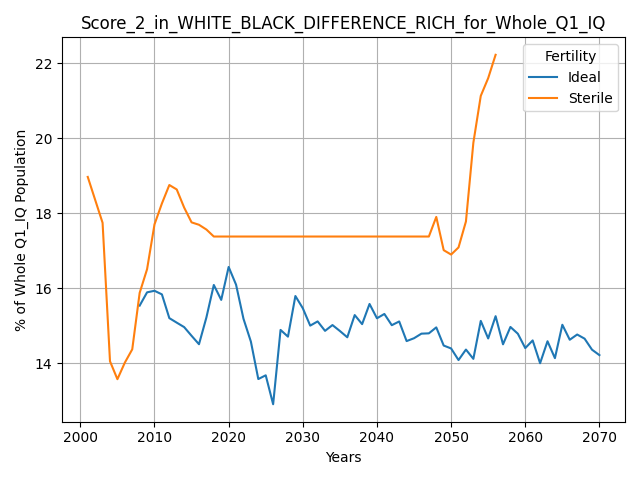 Score_2_in_WHITE_BLACK_DIFFERENCE_RICH_for_Whole_Q1_IQ
% of Whole Q1_IQ Population
22
20
18
16
14
Fertility
Ideal
Sterile
2000 2010 2020 2030 2040 2050 2060 2070
Years